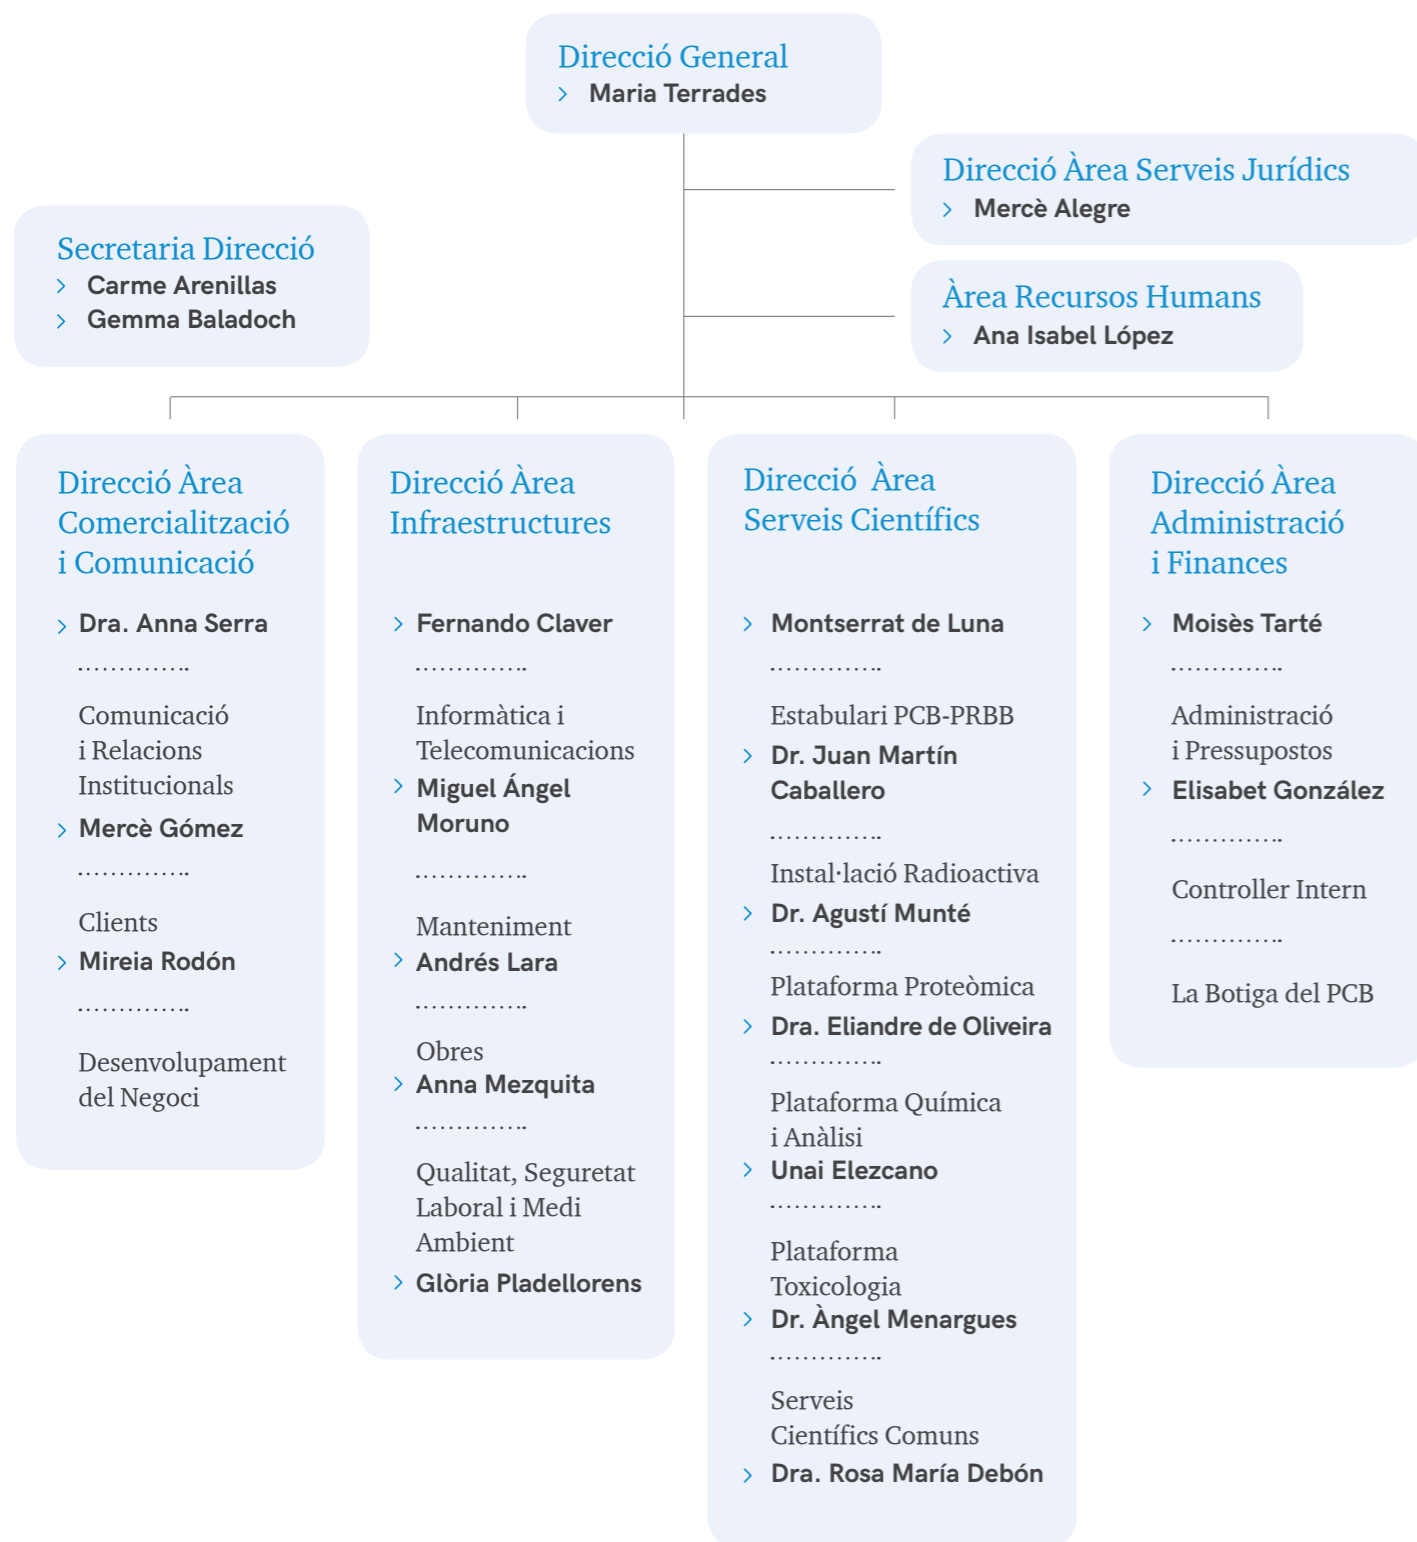 Direcció General
Maria Terrades
Direcció Àrea Serveis Jurídics
Mercè Alegre
Secretaria Direcció
Carme Arenillas
Gemma Baladoch
Àrea Recursos Humans
Ana Isabel López
Direcció Àrea
Comercialització
i Comunicació
Dra. Anna Serra
Comunicació
i Relacions
Institucionals
Mercè Gómez
Clients
Mireia Rodón
Desenvolupament
del Negoci
Direcció Àrea
Infraestructures
Fernando Claver
Informàtica i
Telecomunicacions
Miguel Ángel
Moruno
Manteniment
Andrés Lara
Obres
Anna Mezquita
Qualitat, Seguretat
Laboral i Medi
Ambient
Glòria Pladellorens
Direcció Àrea
Serveis Científics
Montserrat de Luna
Estabulari PCB-PRBB
Dr. Juan Martín
Caballero
Instal·lació Radioactiva
Dr. Agustí Munté
Plataforma Proteòmica
Dra. Eliandre de Oliveira
Plataforma Química
i Anàlisi
Unai Elezcano
Plataforma
Toxicologia
Dr. Àngel Menargues
Serveis
Científics Comuns
Dra. Rosa María Debón
Direcció Àrea
Administració
i Finances
Moisès Tarté
Administració
i Pressupostos
Elisabet González
Controller Intern
La Botiga del PCB